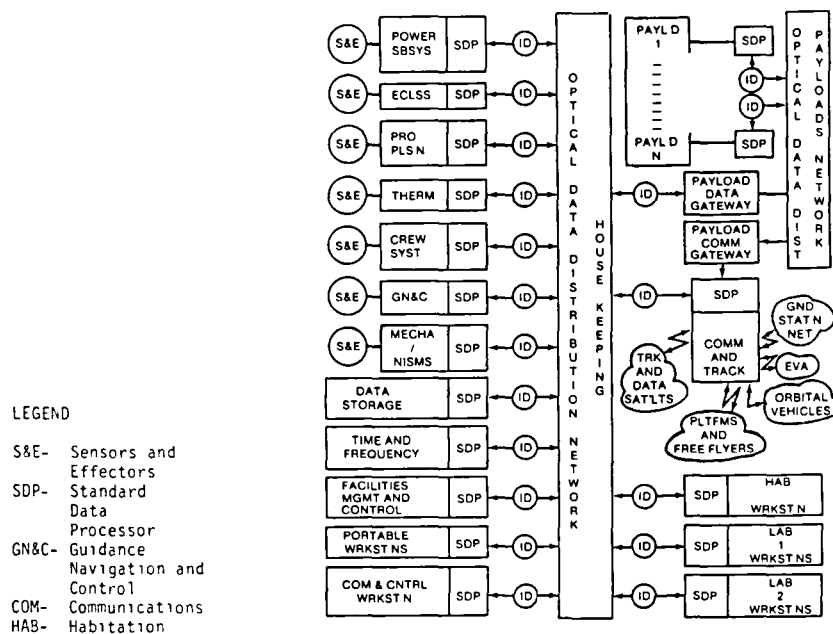 S&E
POWER
SBSYS
SDP
ID
S&E
ECLSS
SDP
ID
S&E
PRO
PLSN
SDP
ID
S&E
THERM
SDP
ID
S&E
CREW
SYST
SDP
ID
S&E
GN&C
SDP
ID
S&E
MECHA
/
NISMS
SDP
ID
DATA
STORAGE
SDP
ID
TIME AND
FREQUENCY
SDP
ID
FACILITIES
MGMT AND
CONTROL
SDP
ID
PORTABLE
WRKSTNS
SDP
ID
COM & CNTRL
WRKSTN
SDP
ID
OPTICAL DATA DISTRIBUTION NETWORK
HOUSE KEEPING
PAYLD
1
SDP
ID
ID
PAYLD
N
SDP
OPTICAL DATA DIST
PAYLOADS NETWORK
ID
PAYLOAD
DATA
GATEWAY
PAYLOAD
COMM
GATEWAY
ID
SDP
COMM
AND
TRACK
GND
STATN
NET
EVA
ORBITAL
VEHICLES
TRK
AND
DATA
SAT'LTS
PLTFMS
AND
FREE FLYERS
ID
SDP
HAB
WRKSTN
ID
SDP
LAB
1
WRKSTNS
ID
SDP
LAB
2
WRKSTNS
LEGEND
S&E- Sensors and
Effectors
SDP- Standard
Data
Processor
GN&C- Guidance
Navigation and
Control
COM- Communications
HAB- Habitation